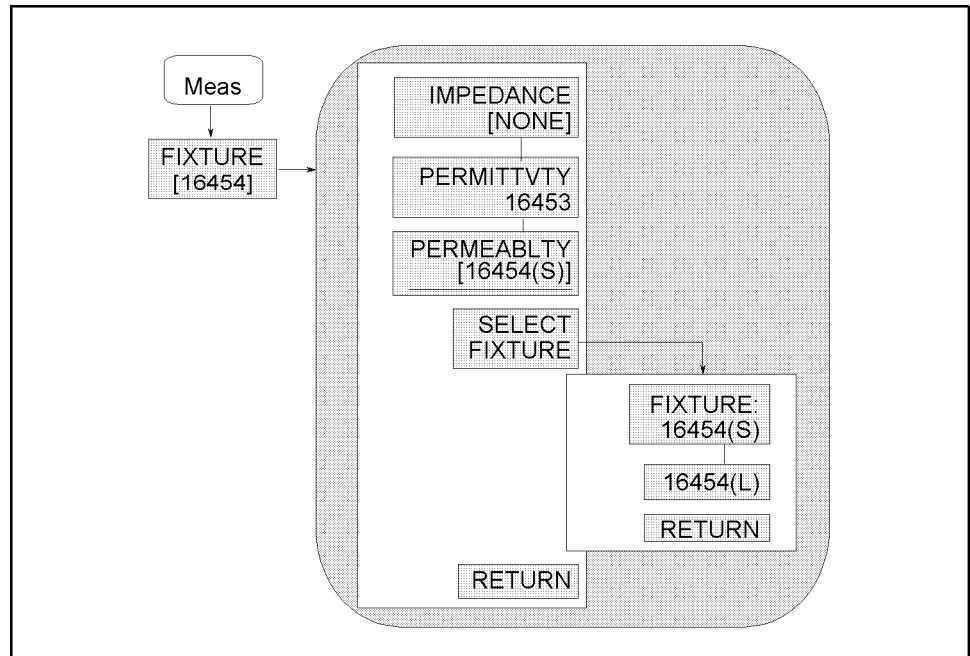 Meas
FIXTURE
[16454]
IMPEDANCE
[NONE]
PERMITTVTY
16453
PERMEABLTY
[16454(S)]
SELECT
FIXTURE
FIXTURE:
16454(S)
16454(L)
RETURN
RETURN